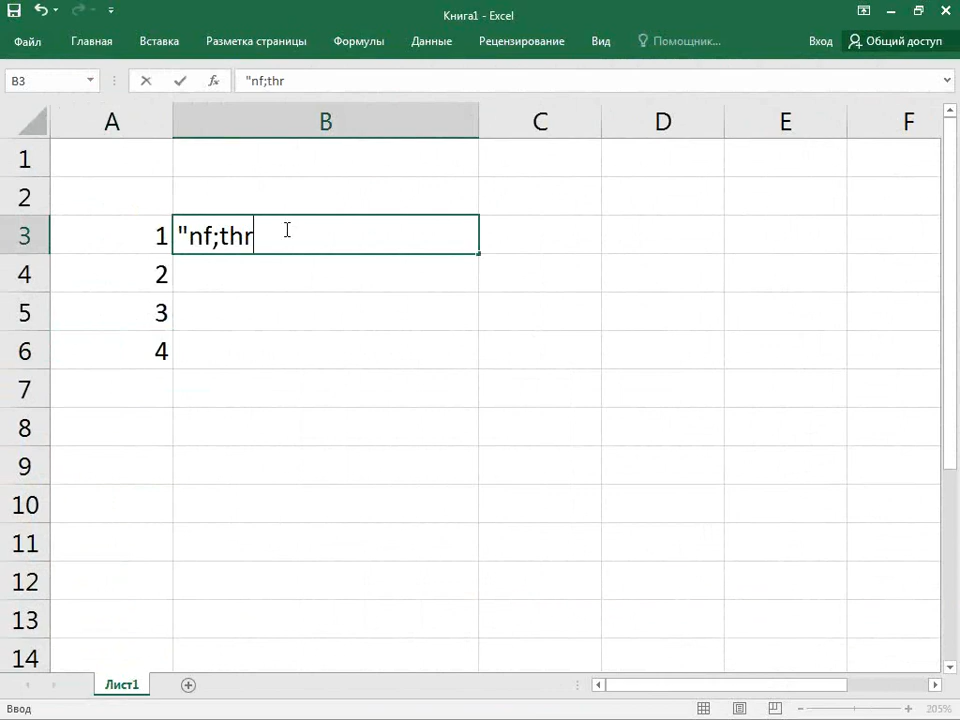 Книга1 - Excel
Файл Главная Вставка Разметка страницы Формулы Данные Рецензирование Вид Помощник... Вход Общий доступ
B3 fx "nf;thr
A B C D E F
1
2
3 1 "nf;thr
4 2
5 3
6 4
7
8
9
10
11
12
13
14
Лист1
Ввод 205%